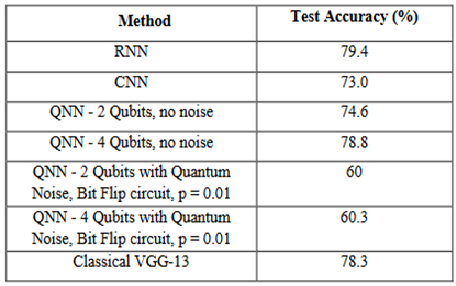 Method Test Accuracy (%)
RNN 79.4
CNN 73.0
QNN - 2 Qubits, no noise 74.6
QNN - 4 Qubits, no noise 78.8
QNN - 2 Qubits with Quantum
Noise, Bit Flip circuit, p = 0.01 60
QNN - 4 Qubits with Quantum
Noise, Bit Flip circuit, p = 0.01 60.3
Classical VGG-13 78.3